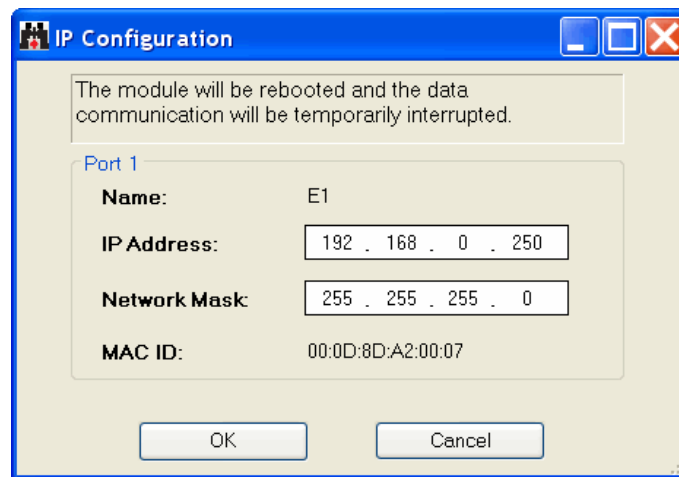 IP Configuration
The module will be rebooted and the data
communication will be temporarily interrupted.
Port 1
Name: E1
IP Address: 192 . 168 . 0 . 250
Network Mask: 255 . 255 . 255 . 0
MAC ID: 00:0D:8D:A2:00:07
OK Cancel